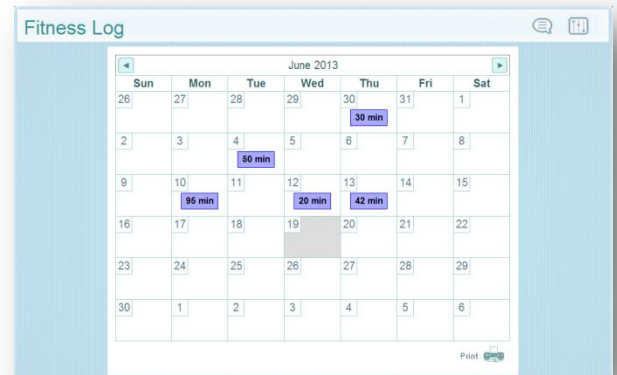 Fitness Log
June 2013
Sun Mon Tue Wed Thu Fri Sat
26 27 28 29 30 31 1
30 min
2 3 4 5 6 7 8
50 min
9 10 11 12 13 14 15
95 min 20 min 42 min
16 17 18 19 20 21 22
23 24 25 26 27 28 29
30 1 2 3 4 5 6
Print